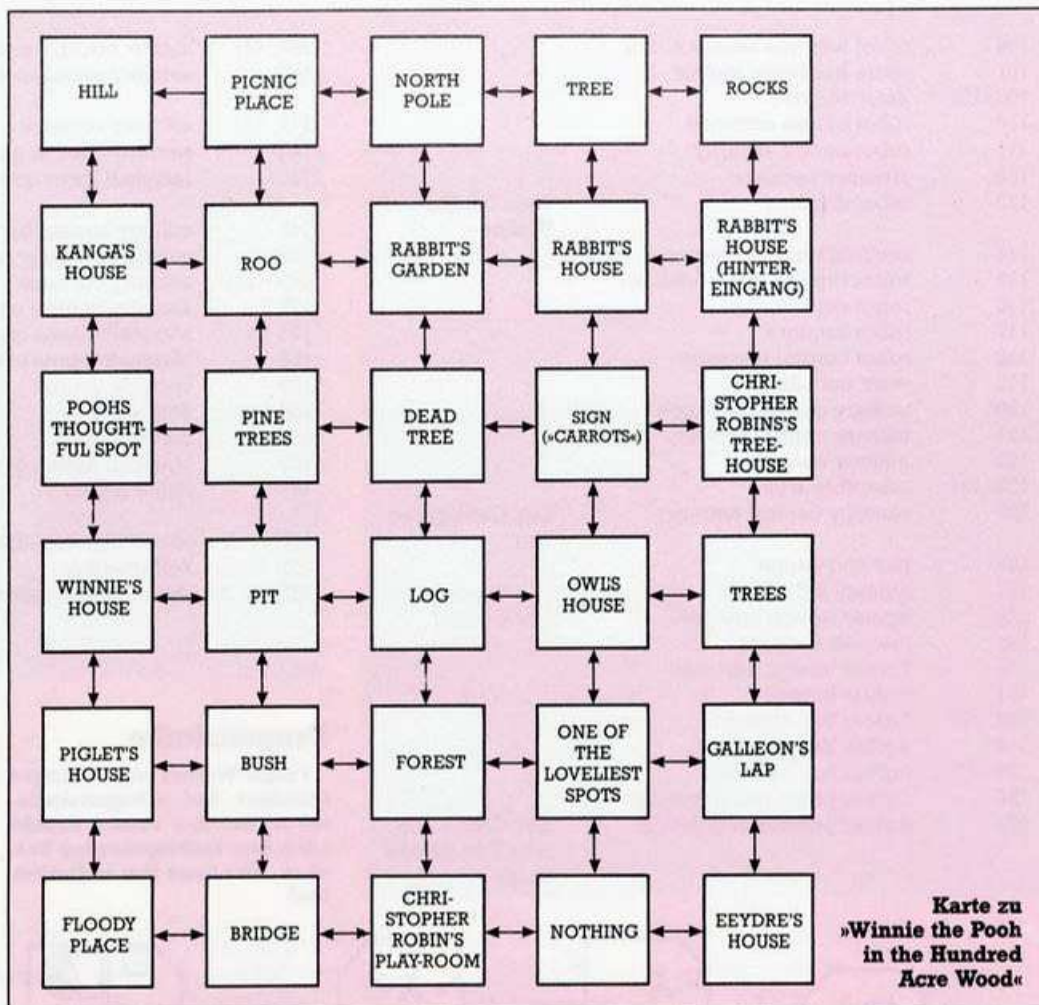 HILL
PICNIC
PLACE
NORTH
POLE
TREE
ROCKS
KANGA'S
HOUSE
ROO
RABBIT'S
GARDEN
RABBIT'S
HOUSE
RABBIT'S
HOUSE
(HINTER-
EINGANG)
POOHS
THOUGHT-
FUL SPOT
PINE
TREES
DEAD
TREE
SIGN
(»CARROTS«)
CHRI-
STOPHER
ROBINS'S
TREE-
HOUSE
WINNIE'S
HOUSE
PIT
LOG
OWL'S
HOUSE
TREES
PIGLET'S
HOUSE
BUSH
FOREST
ONE OF
THE
LOVELIEST
SPOTS
GALLEON'S
LAP
FLOODY
PLACE
BRIDGE
CHRI-
STOPHER
ROBIN'S
PLAY-ROOM
NOTHING
EEYDRE'S
HOUSE
Karte zu
»Winnie the Pooh
in the Hundred
Acre Wood«